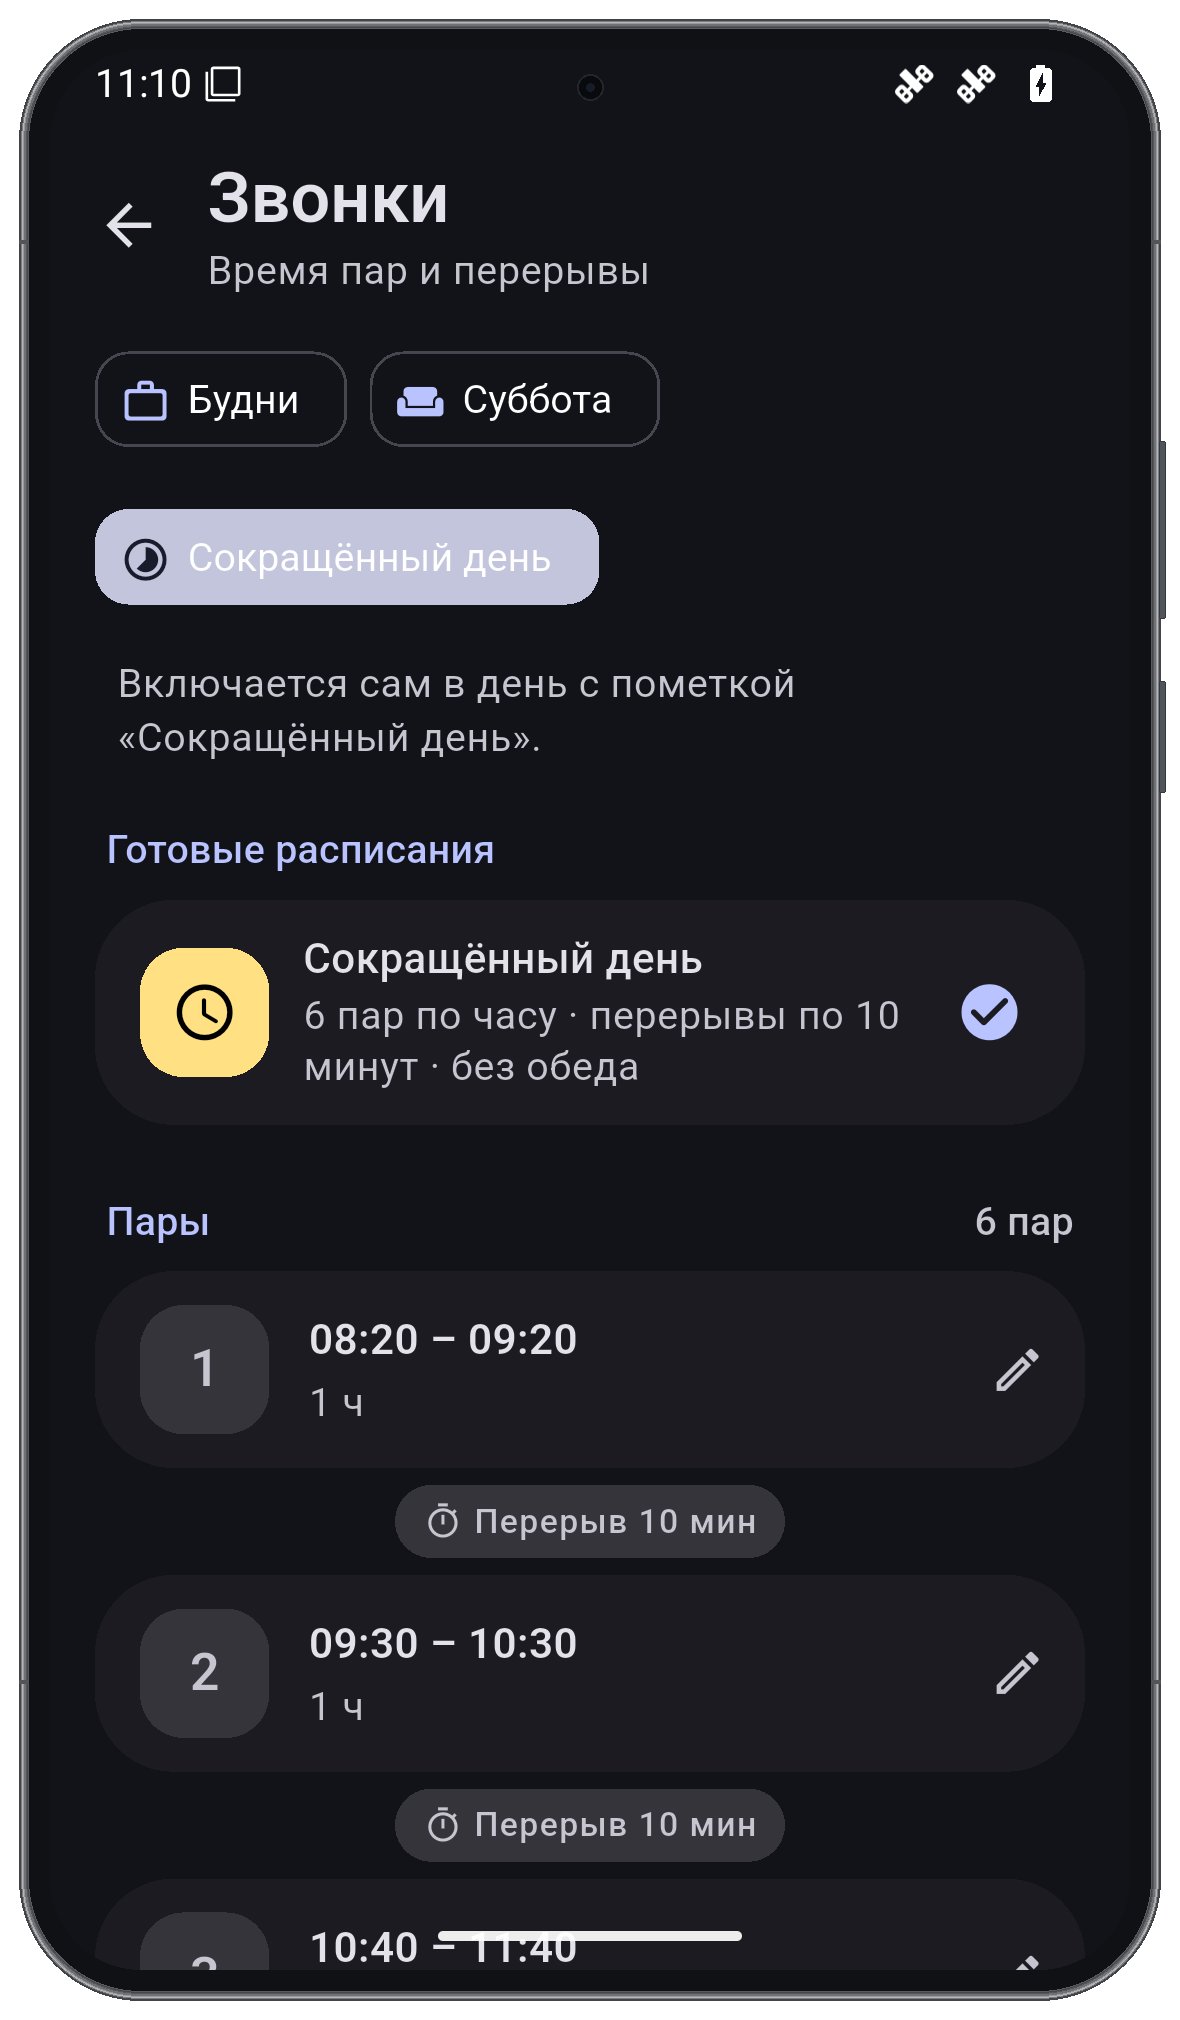 11:10
Звонки
Время пар и перерывы
Будни
Суббота
Сокращённый день
Включается сам в день с пометкой
«Сокращённый день».
Готовые расписания
Сокращённый день
6 пар по часу · перерывы по 10
минут · без обеда
Пары
6 пар
1
08:20 – 09:20
1 ч
Перерыв 10 мин
2
09:30 – 10:30
1 ч
Перерыв 10 мин
10:40 – 11:40